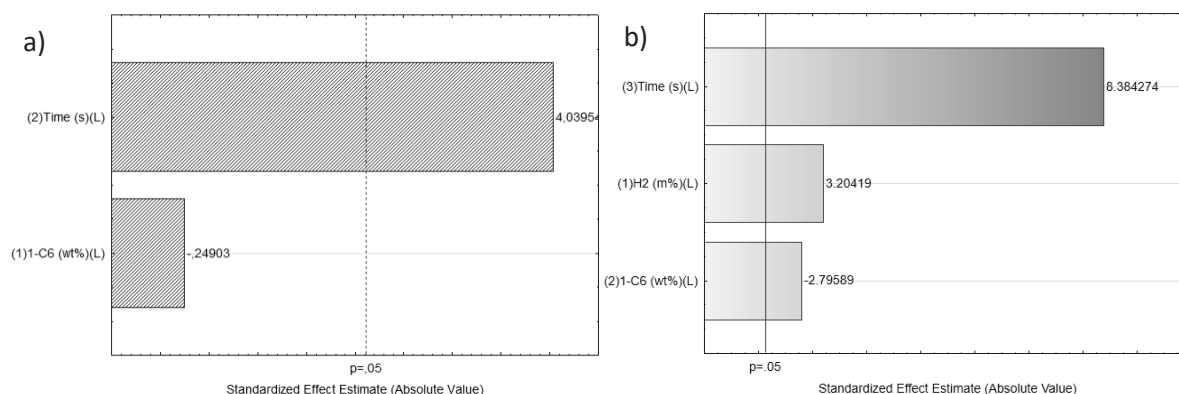 a)
(2)Time (s)(L)
4,03954
(1)1-C6 (wt%)(L)
-,24903
p=,05
Standardized Effect Estimate (Absolute Value)
b)
(3)Time (s)(L)
8.384274
(1)H2 (m%)(L)
3.20419
(2)1-C6 (wt%)(L)
-2.79589
p=.05
Standardized Effect Estimate (Absolute Value)